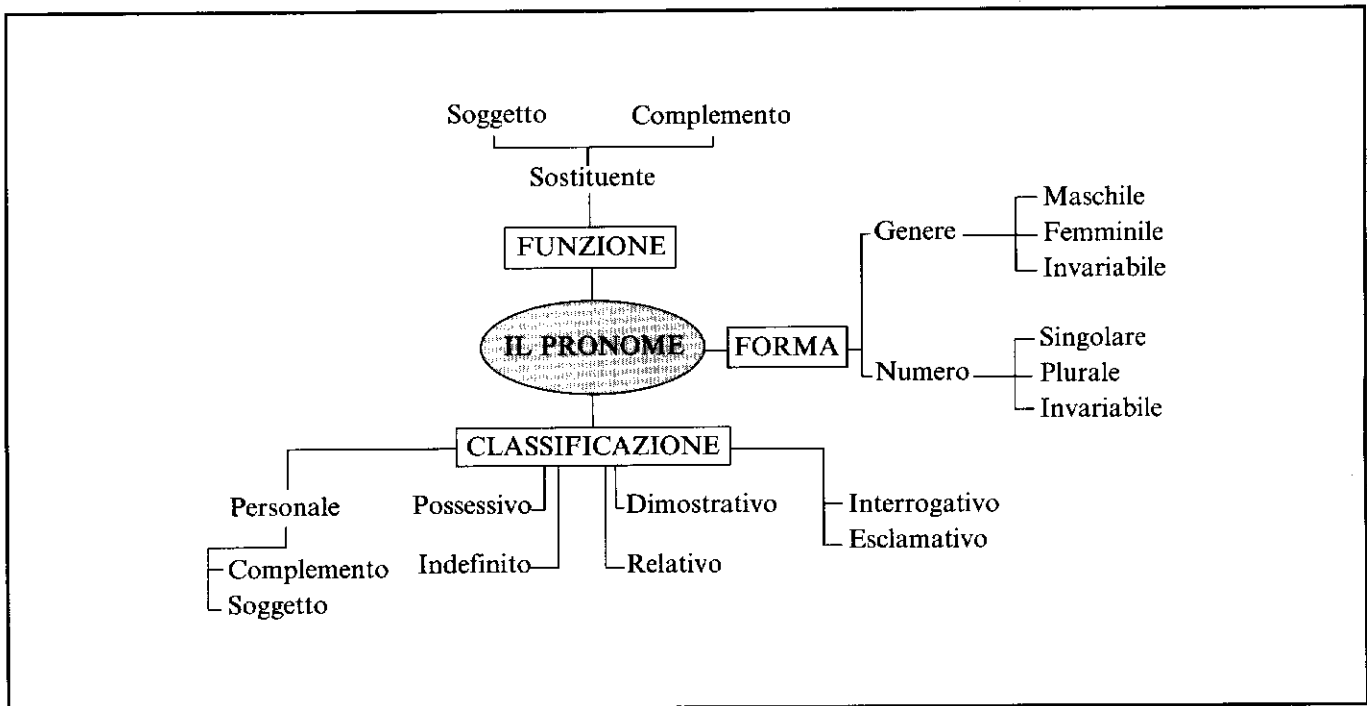 Soggetto Complemento
Sostituente
FUNZIONE
IL PRONOME
FORMA
Genere
Maschile
Femminile
Invariabile
Numero
Singolare
Plurale
Invariabile
CLASSIFICAZIONE
Personale
Complemento
Soggetto
Possessivo
Indefinito
Dimostrativo
Relativo
Interrogativo
Esclamativo